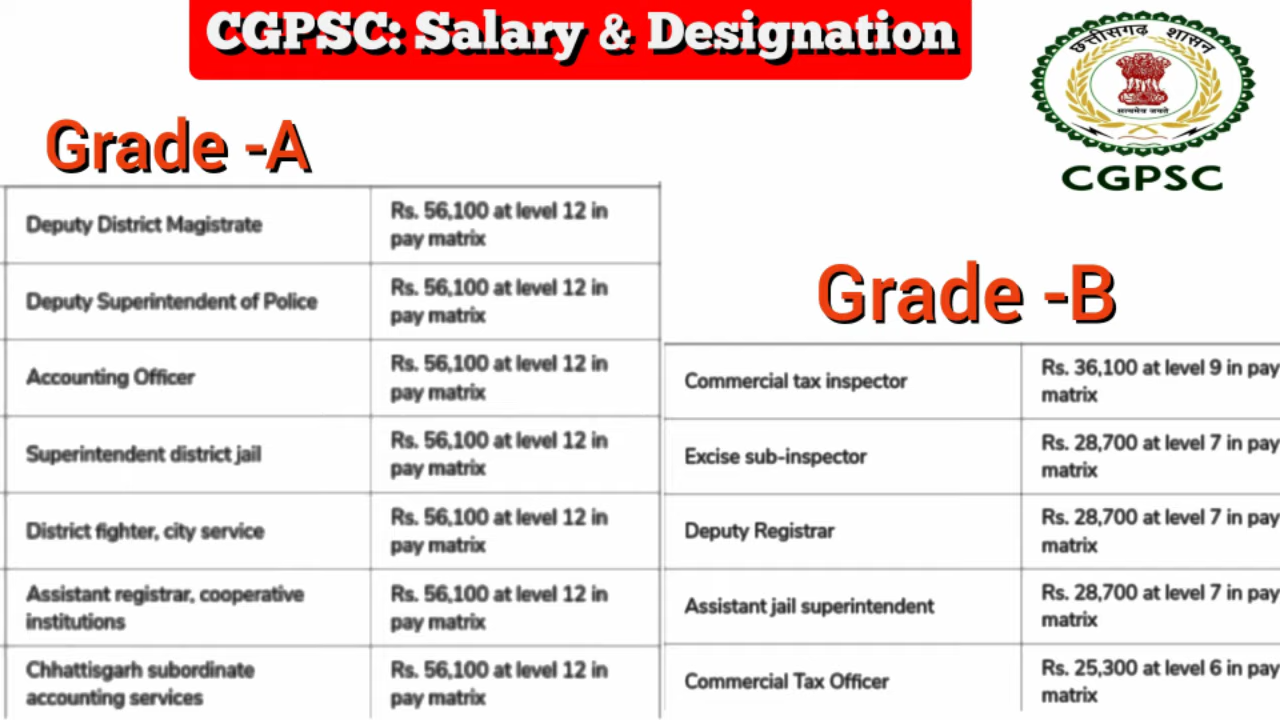 CGPSC: Salary & Designation
छत्तीसगढ़ शासन
सत्यमेव जयते
CGPSC
Grade -A
Deputy District Magistrate
Rs. 56,100 at level 12 in
pay matrix
Deputy Superintendent of Police
Rs. 56,100 at level 12 in
pay matrix
Accounting Officer
Rs. 56,100 at level 12 in
pay matrix
Superintendent district jail
Rs. 56,100 at level 12 in
pay matrix
District fighter, city service
Rs. 56,100 at level 12 in
pay matrix
Assistant registrar, cooperative
institutions
Rs. 56,100 at level 12 in
pay matrix
Chhattisgarh subordinate
accounting services
Rs. 56,100 at level 12 in
pay matrix
Grade -B
Commercial tax inspector
Rs. 36,100 at level 9 in pay
matrix
Excise sub-inspector
Rs. 28,700 at level 7 in pay
matrix
Deputy Registrar
Rs. 28,700 at level 7 in pay
matrix
Assistant jail superintendent
Rs. 28,700 at level 7 in pay
matrix
Commercial Tax Officer
Rs. 25,300 at level 6 in pay
matrix